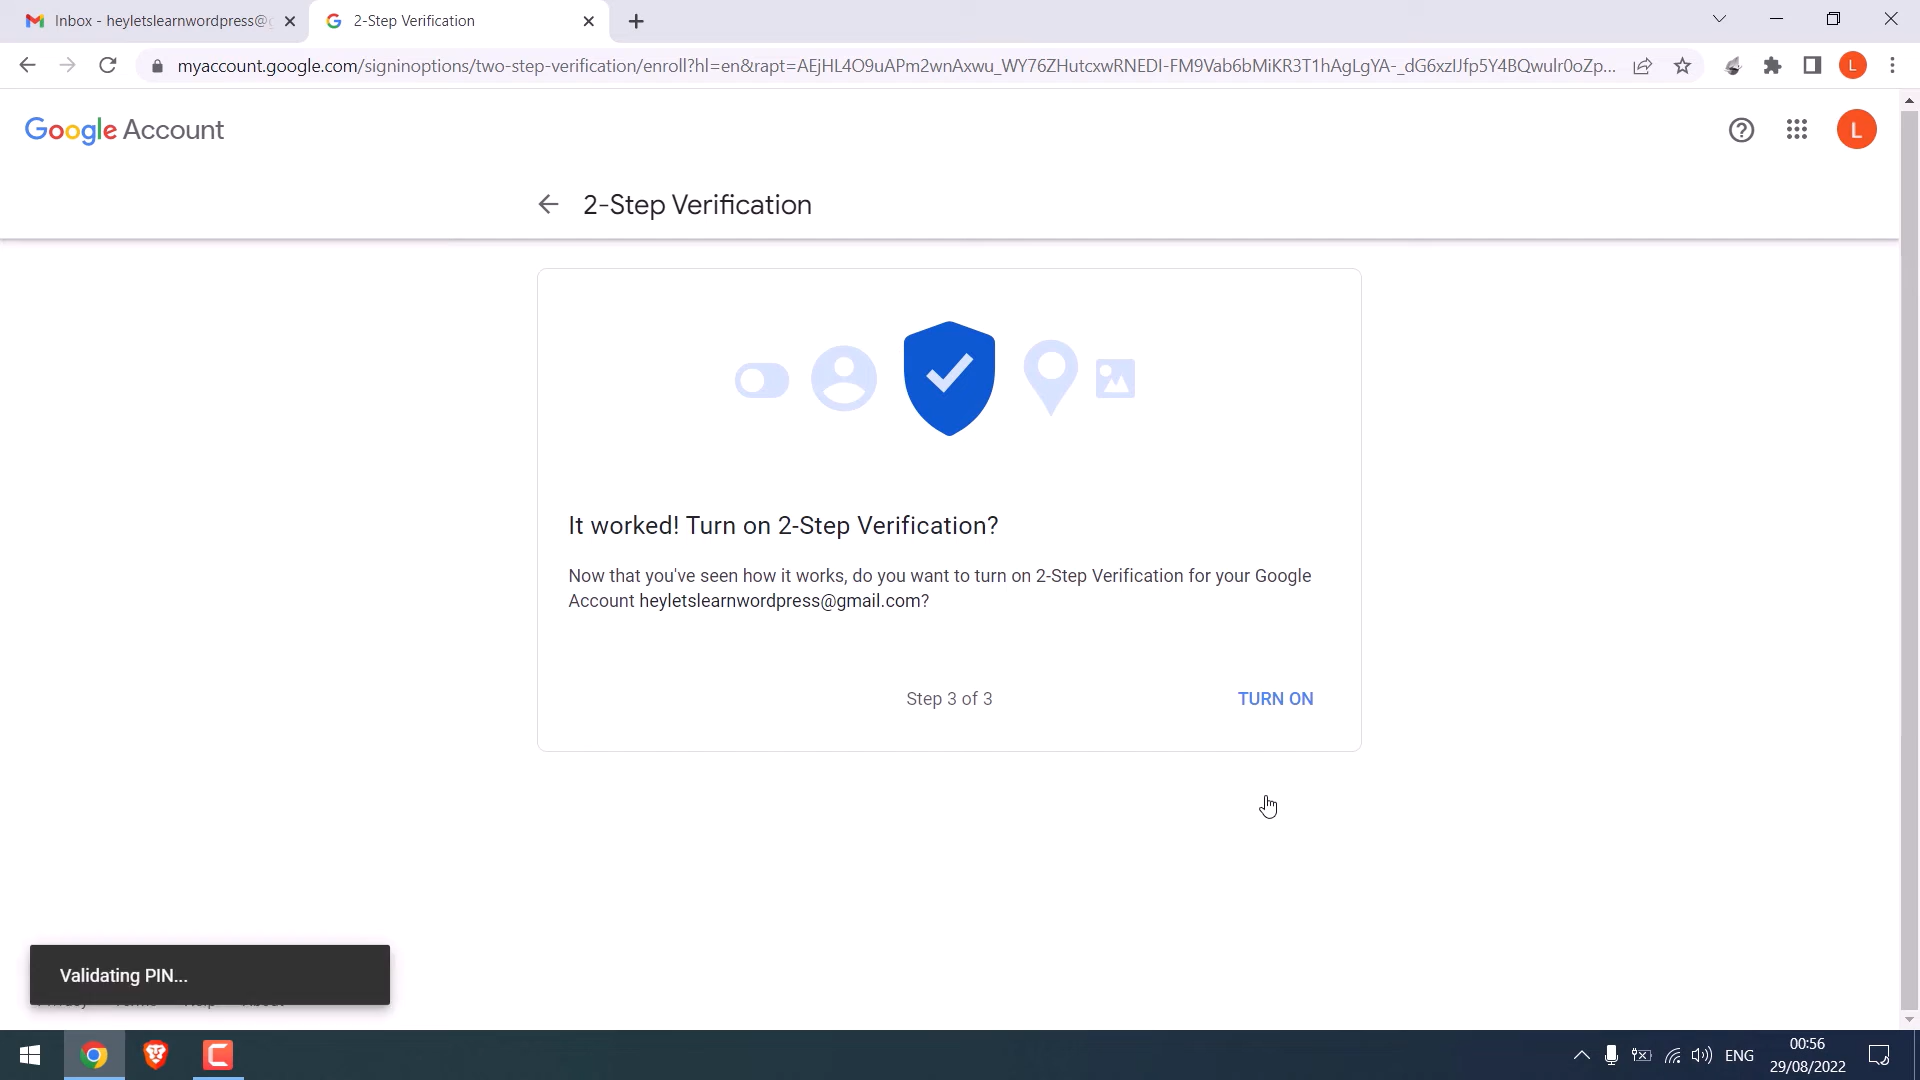 Inbox - heyletslearnwordpress@g
2-Step Verification
myaccount.google.com/signinoptions/two-step-verification/enroll?hl=en&rapt=AEjHL4O9uAPm2wnAxwu_WY76ZHutcxwRNEDI-FM9Vab6bMiKR3T1hAgLgYA-_dG6xzIJfp5Y4BQwuIr0oZp...
L
Google Account
L
2-Step Verification
It worked! Turn on 2-Step Verification?
Now that you've seen how it works, do you want to turn on 2-Step Verification for your Google
Account heyletslearnwordpress@gmail.com?
Step 3 of 3
TURN ON
Validating PIN...
ENG
00:56
29/08/2022